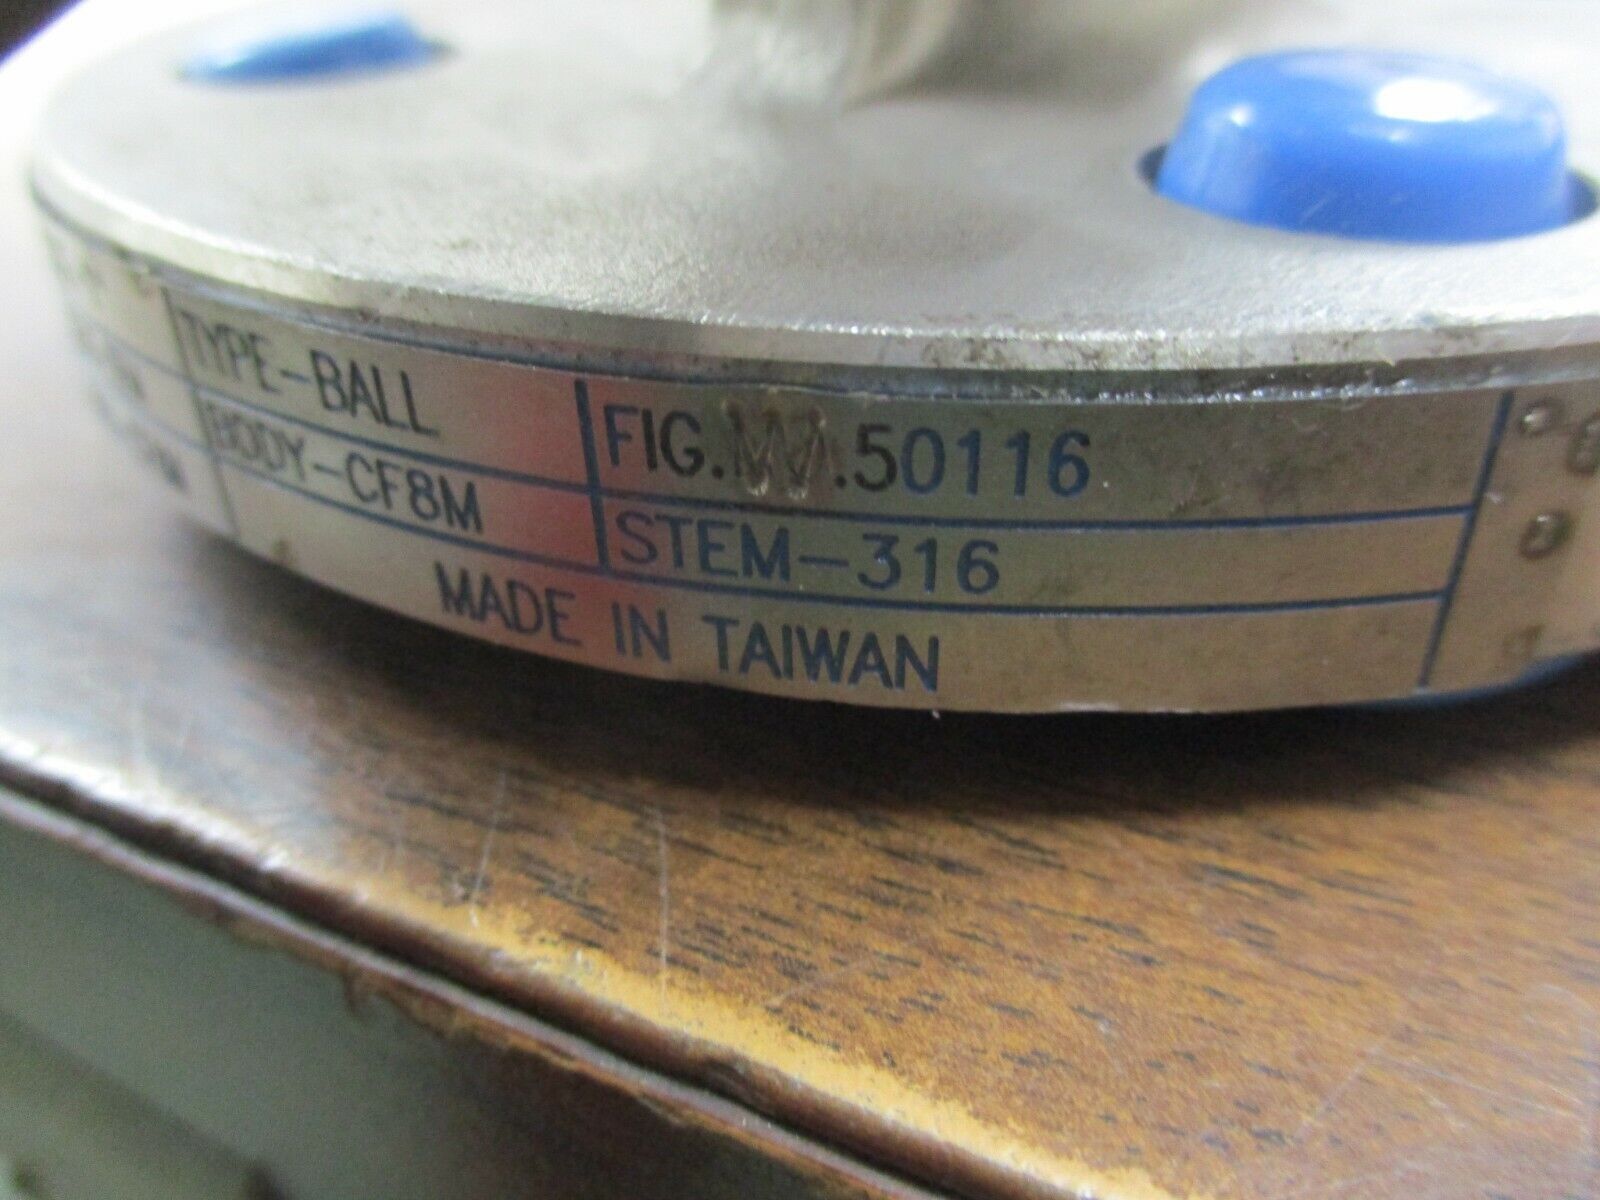 TYPE-BALL
FIG. .50116
BODY-CF8M
STEM-316
MADE IN TAIWAN